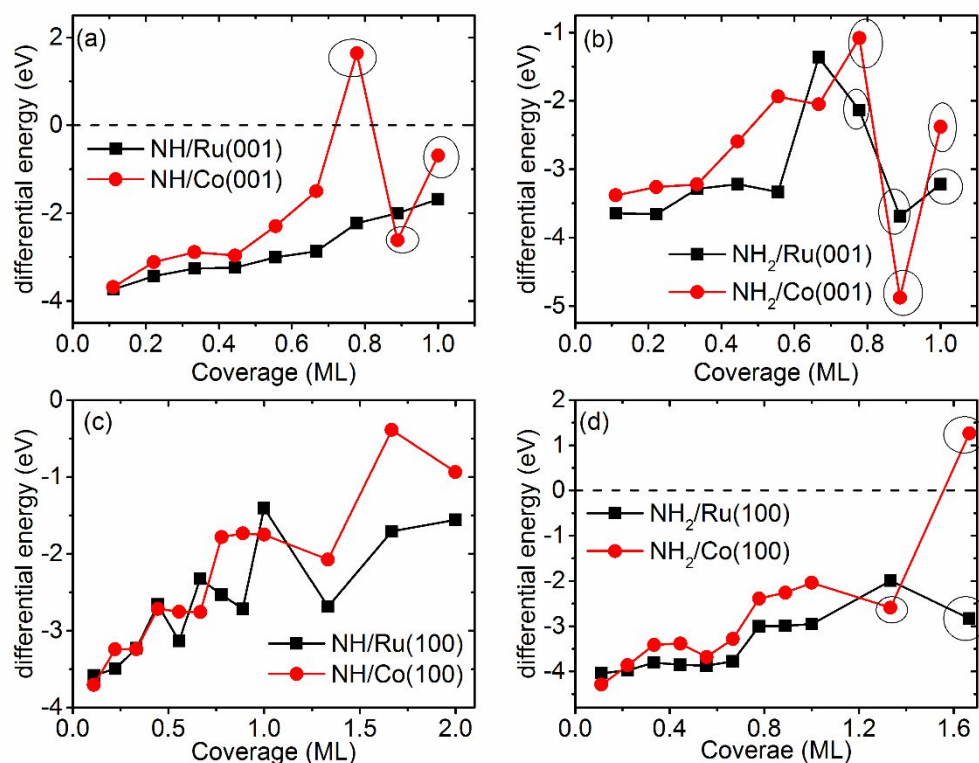 (a)
differential energy (eV)
2
0
-2
-4
NH/Ru(001)
NH/Co(001)
0.0 0.2 0.4 0.6 0.8 1.0
Coverage (ML)
(b)
differential energy (eV)
-1
-2
-3
-4
-5
NH₂/Ru(001)
NH₂/Co(001)
0.0 0.2 0.4 0.6 0.8 1.0
Coverage (ML)
(c)
differential energy (eV)
0
-1
-2
-3
-4
NH/Ru(100)
NH/Co(100)
0.0 0.5 1.0 1.5 2.0
Coverage (ML)
(d)
differential energy (eV)
2
1
0
-1
-2
-3
-4
NH₂/Ru(100)
NH₂/Co(100)
0.0 0.4 0.8 1.2 1.6
Coverae (ML)